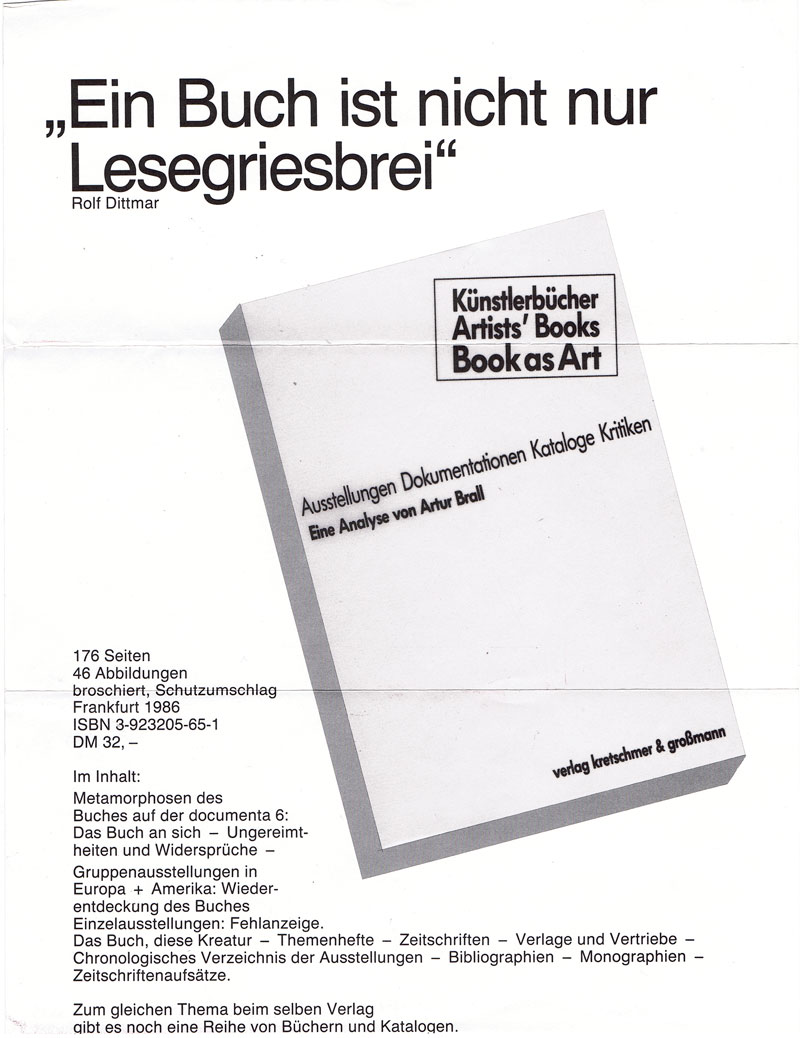 „Ein Buch ist nicht nur
Lesegriesbrei“
Rolf Dittmar
Künstlerbücher
Artists’ Books
Book as Art
Ausstellungen Dokumentationen Kataloge Kritiken
Eine Analyse von Artur Brall
verlag kretschmer & großmann
176 Seiten
46 Abbildungen
broschiert, Schutzumschlag
Frankfurt 1986
ISBN 3-923205-65-1
DM 32,–
Im Inhalt:
Metamorphosen des
Buches auf der documenta 6:
Das Buch an sich – Ungereimt-
heiten und Widersprüche –
Gruppenausstellungen in
Europa + Amerika: Wieder-
entdeckung des Buches
Einzelausstellungen: Fehlanzeige.
Das Buch, diese Kreatur – Themenhefte – Zeitschriften – Verlage und Vertriebe –
Chronologisches Verzeichnis der Ausstellungen – Bibliographien – Monographien –
Zeitschriftenaufsätze.
Zum gleichen Thema beim selben Verlag
gibt es noch eine Reihe von Büchern und Katalogen.